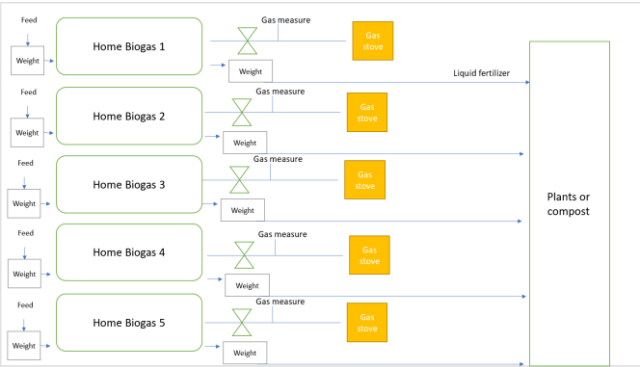 Feed
Gas measure
Weight
Home Biogas 1
Gas
stove
Weight
Liquid fertilizer
Feed
Gas measure
Weight
Home Biogas 2
Gas
stove
Weight
Feed
Gas measure
Weight
Home Biogas 3
Gas
stove
Weight
Feed
Gas measure
Weight
Home Biogas 4
Gas
stove
Weight
Feed
Gas measure
Weight
Home Biogas 5
Gas
stove
Weight
Plants or
compost